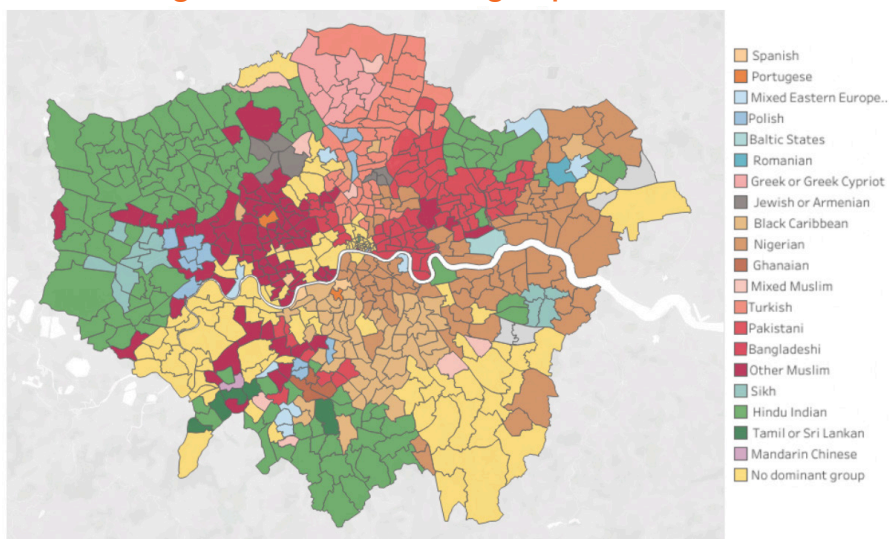 Spanish
Portugese
Mixed Eastern Europe..
Polish
Baltic States
Romanian
Greek or Greek Cypriot
Jewish or Armenian
Black Caribbean
Nigerian
Ghanaian
Mixed Muslim
Turkish
Pakistani
Bangladeshi
Other Muslim
Sikh
Hindu Indian
Tamil or Sri Lankan
Mandarin Chinese
No dominant group